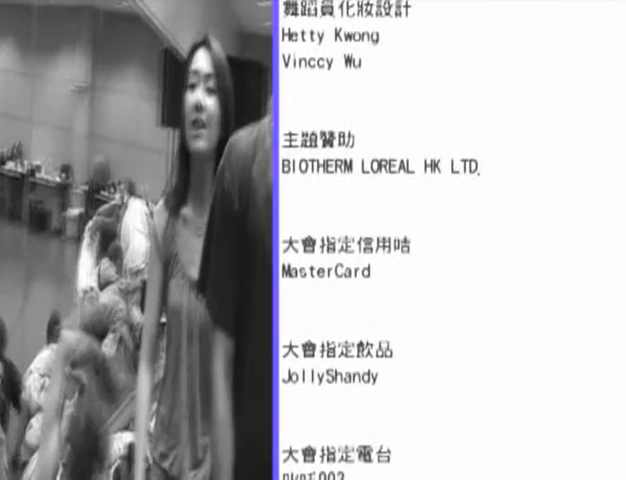 舞蹈員化妝設計
Hetty Kwong
Vinccy Wu
主題贊助
BIOTHERM LOREAL HK LTD.
大會指定信用咭
MasterCard
大會指定飲品
JollyShandy
大會指定電台
903